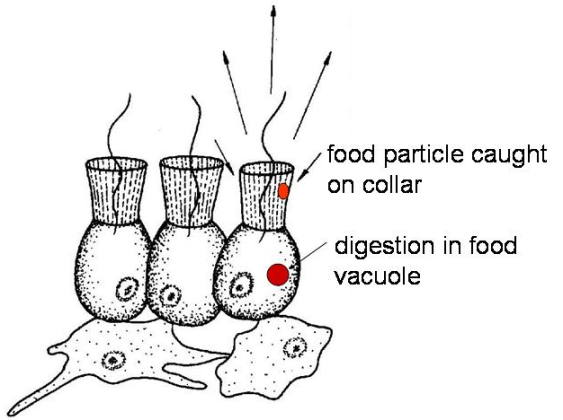 food particle caught
on collar
digestion in food
vacuole